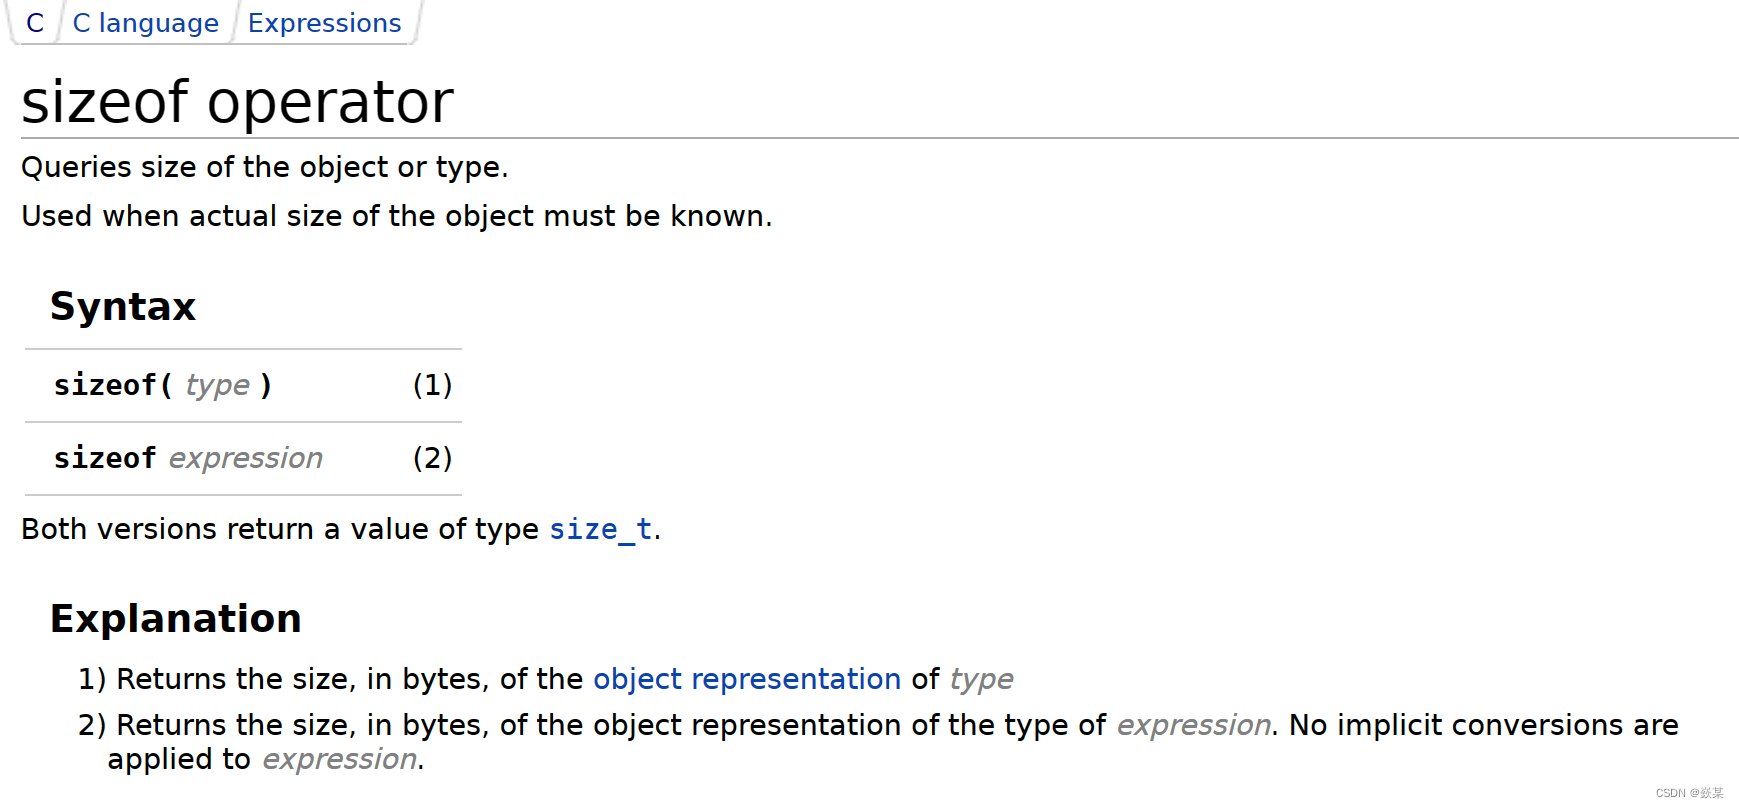 C C language Expressions
sizeof operator
Queries size of the object or type.
Used when actual size of the object must be known.
Syntax
sizeof( type ) (1)
sizeof expression (2)
Both versions return a value of type size_t.
Explanation
1) Returns the size, in bytes, of the object representation of type
2) Returns the size, in bytes, of the object representation of the type of expression. No implicit conversions are
applied to expression.
CSDN @嵌某